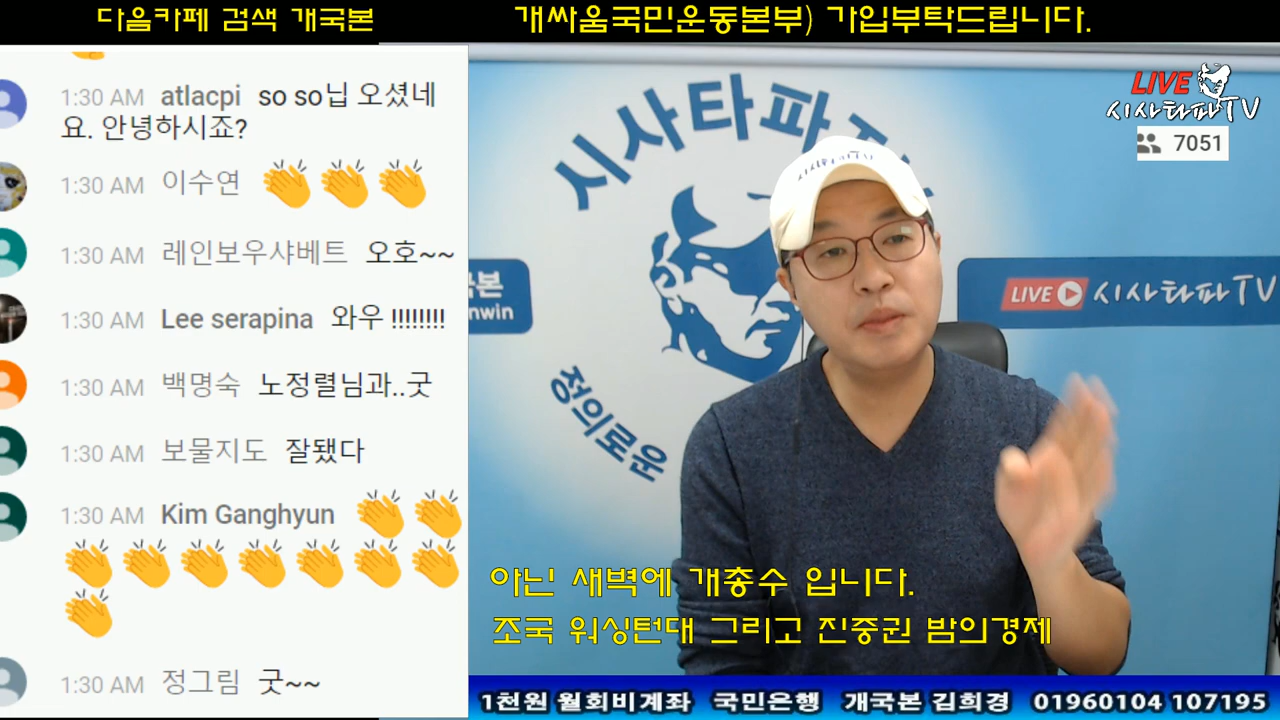 다음카페 검색 개국본
개싸움국민운동본부) 가입부탁드립니다.
1:30 AM atlacpi so so님 오셨네
요. 안녕하시죠?
1:30 AM 이수연 👏👏👏
1:30 AM 레인보우샤베트 오호~~
1:30 AM Lee serapina 와우 !!!!!!!!
1:30 AM 백명숙 노정렬님과..굿
1:30 AM 보물지도 잘됐다
1:30 AM Kim Ganghyun 👏👏
👏👏👏👏👏👏👏
👏
1:30 AM 정그림 굿~~
시사타파
정의로운
국본
nwin
LIVE
시사타파TV
7051
LIVE 시사타파TV
아닌 새벽에 개총수 입니다.
조국 워싱턴대 그리고 진중권 밤의경제
1천원 월회비계좌 국민은행 개국본 김희경 01960104 107195